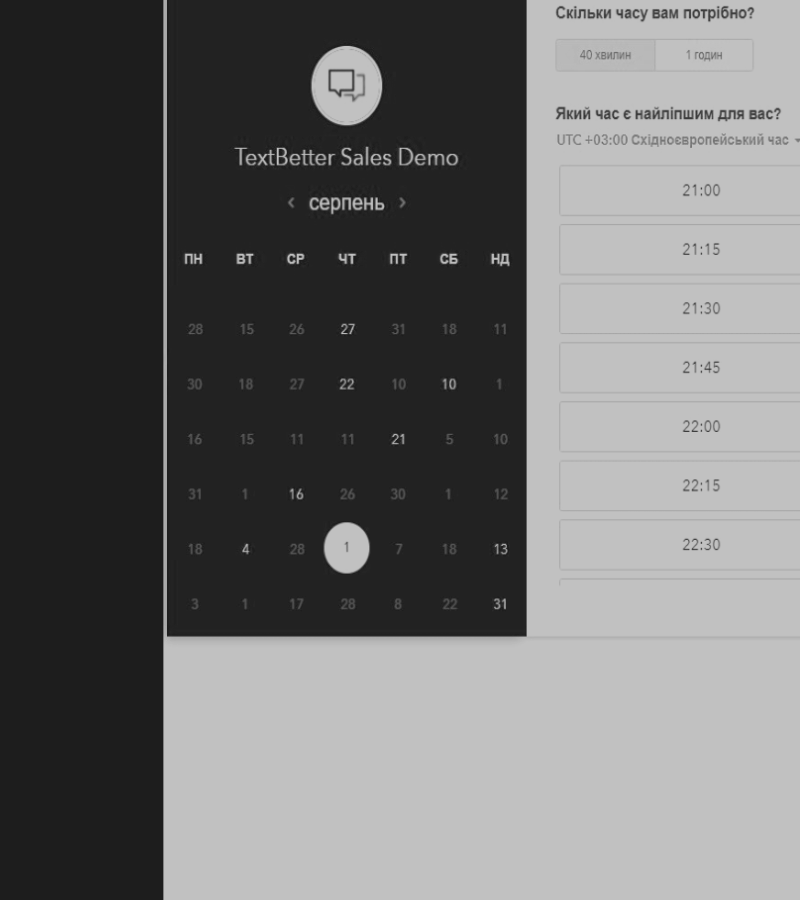 TextBetter Sales Demo
‹ серпень ›
ПН ВТ СР ЧТ ПТ СБ НД
28 15 26 27 31 18 11
30 18 27 22 10 10 1
16 15 11 11 21 5 10
31 1 16 26 30 1 12
18 4 28 1 7 18 13
3 1 17 28 8 22 31
Скільки часу вам потрібно?
40 хвилин 1 годин
Який час є найліпшим для вас?
UTC +03:00 Східноєвропейський час
21:00
21:15
21:30
21:45
22:00
22:15
22:30